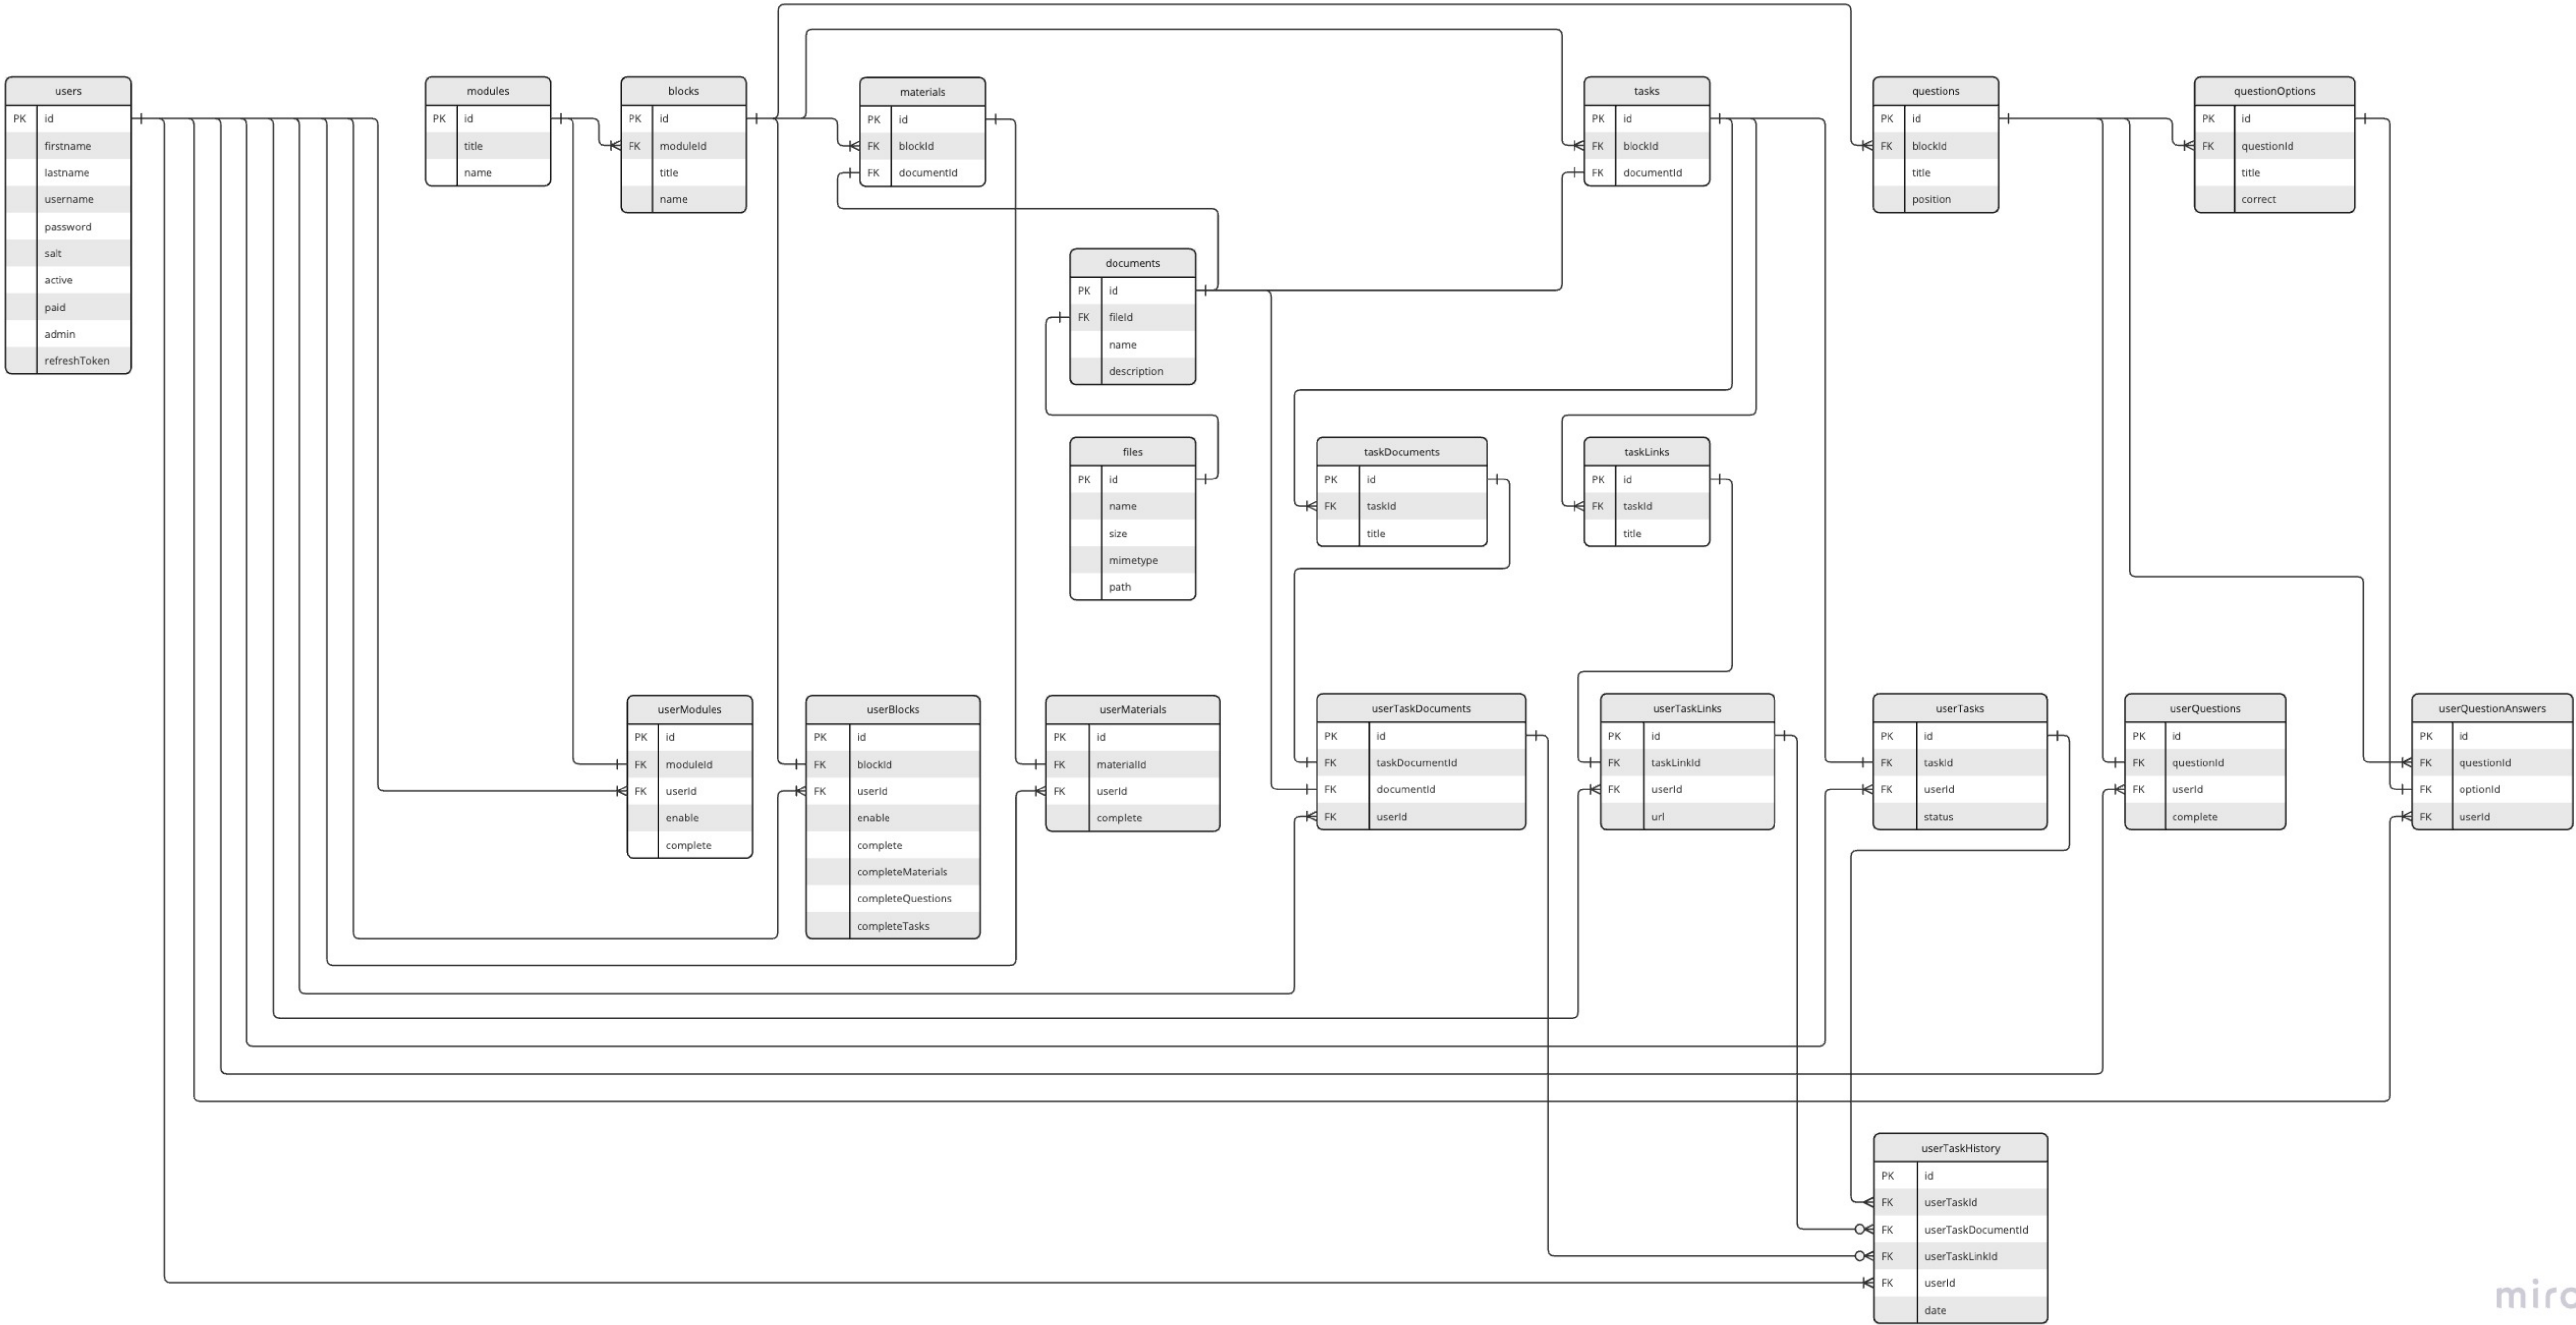 users
PK id
firstname
lastname
username
password
salt
active
paid
admin
refreshToken
modules
PK id
title
name
blocks
PK id
FK moduleId
title
name
materials
PK id
FK blockId
FK documentId
tasks
PK id
FK blockId
FK documentId
questions
PK id
FK blockId
title
position
questionOptions
PK id
FK questionId
title
correct
documents
PK id
FK fileId
name
description
files
PK id
name
size
mimetype
path
taskDocuments
PK id
FK taskId
title
taskLinks
PK id
FK taskId
title
userModules
PK id
FK moduleId
FK userId
enable
complete
userBlocks
PK id
FK blockId
FK userId
enable
complete
completeMaterials
completeQuestions
completeTasks
userMaterials
PK id
FK materialId
FK userId
complete
userTaskDocuments
PK id
FK taskDocumentId
FK documentId
FK userId
userTaskLinks
PK id
FK taskLinkId
FK userId
url
userTasks
PK id
FK taskId
FK userId
status
userQuestions
PK id
FK questionId
FK userId
complete
userQuestionAnswers
PK id
FK questionId
FK optionId
FK userId
userTaskHistory
PK id
FK userTaskId
FK userTaskDocumentId
FK userTaskLinkId
FK userId
date
miro